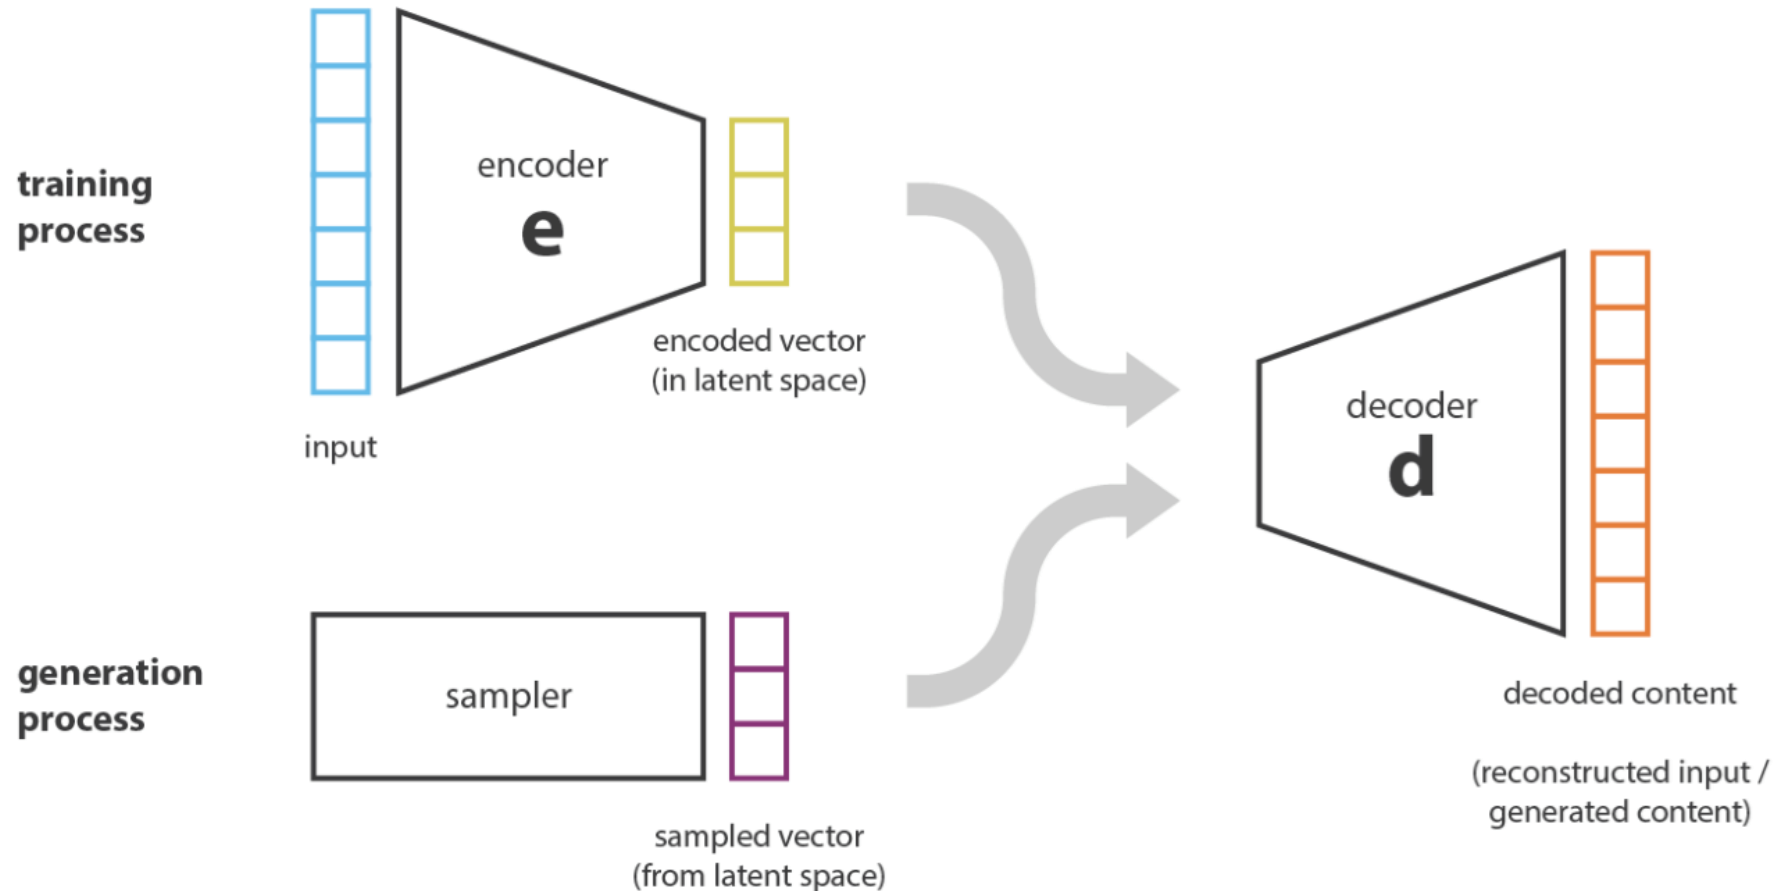 training
process
encoder
e
encoded vector
(in latent space)
input
decoder
d
decoded content
(reconstructed input /
generated content)
generation
process
sampler
sampled vector
(from latent space)